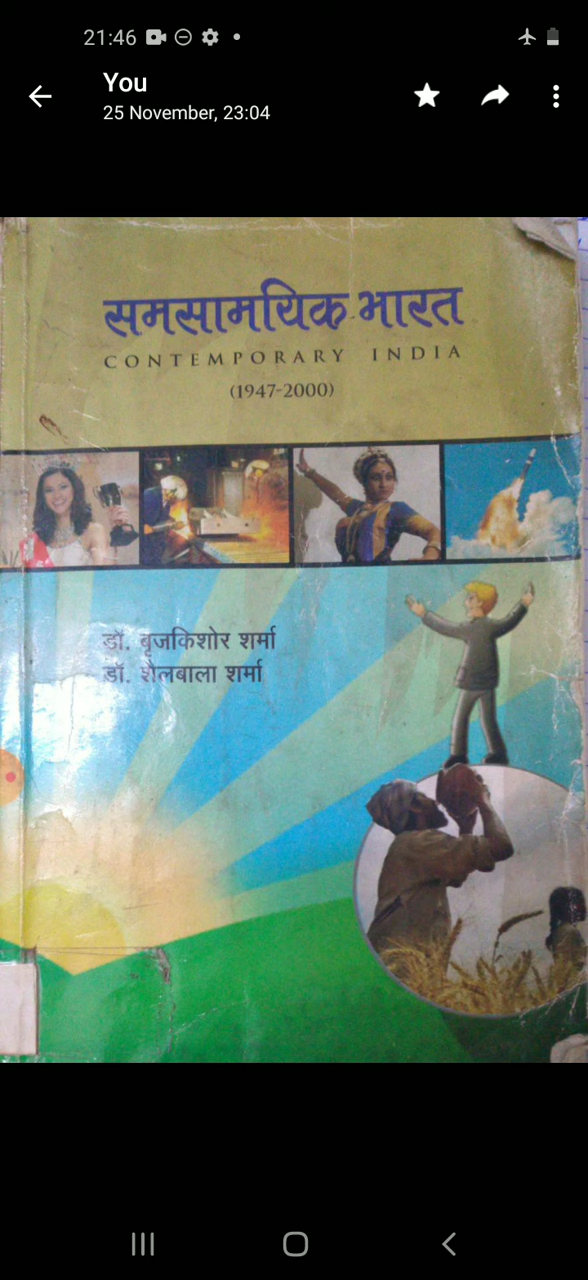 21:46
You
25 November, 23:04
समसामयिक भारत
CONTEMPORARY INDIA
(1947-2000)
डॉ. बृजकिशोर शर्मा
डॉ. शैलबाला शर्मा